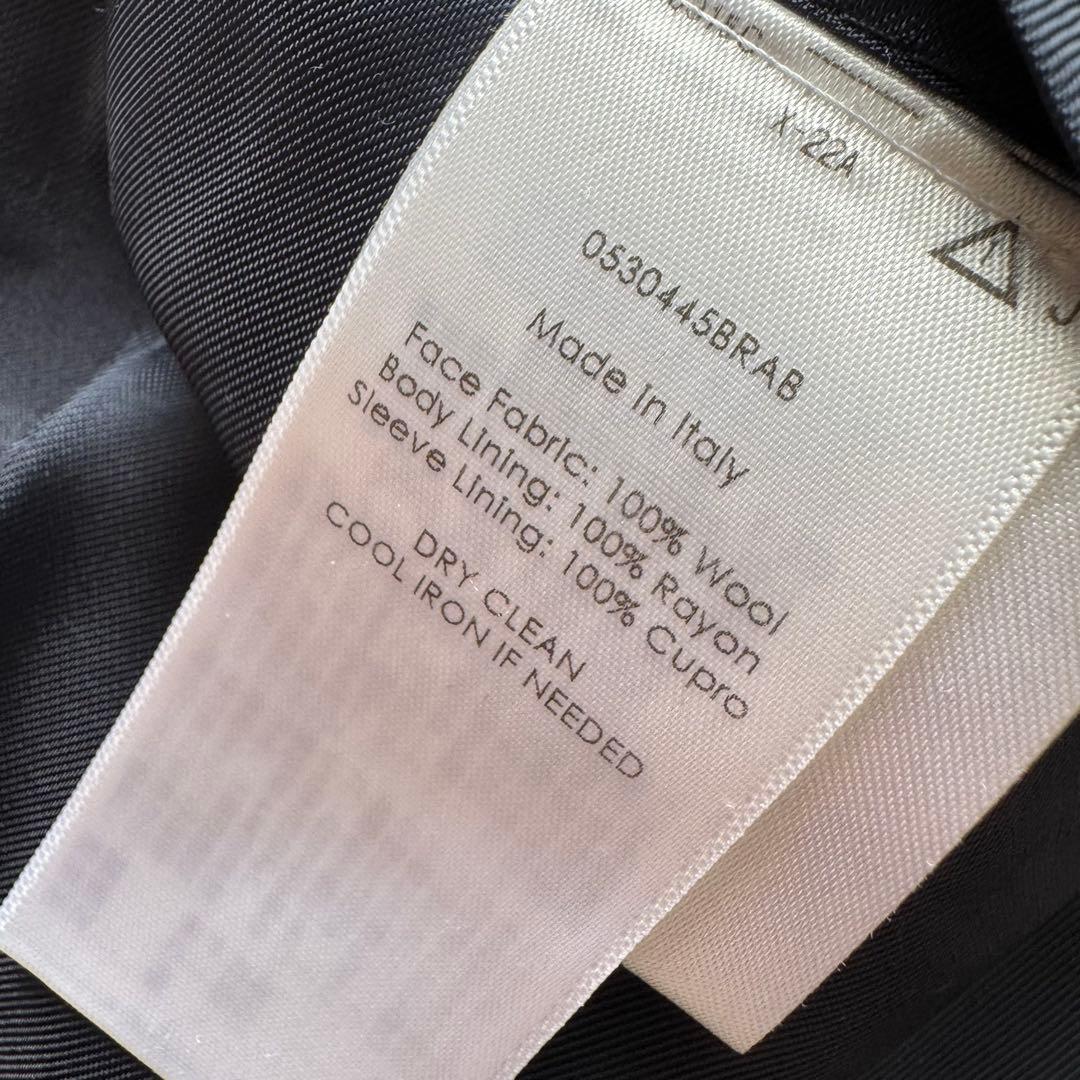 X-22A
0530445BRAB
Made in Italy
Face Fabric: 100% Wool
Body Lining: 100% Rayon
Sleeve Lining: 100% Cupro
DRY CLEAN
COOL IRON IF NEEDED